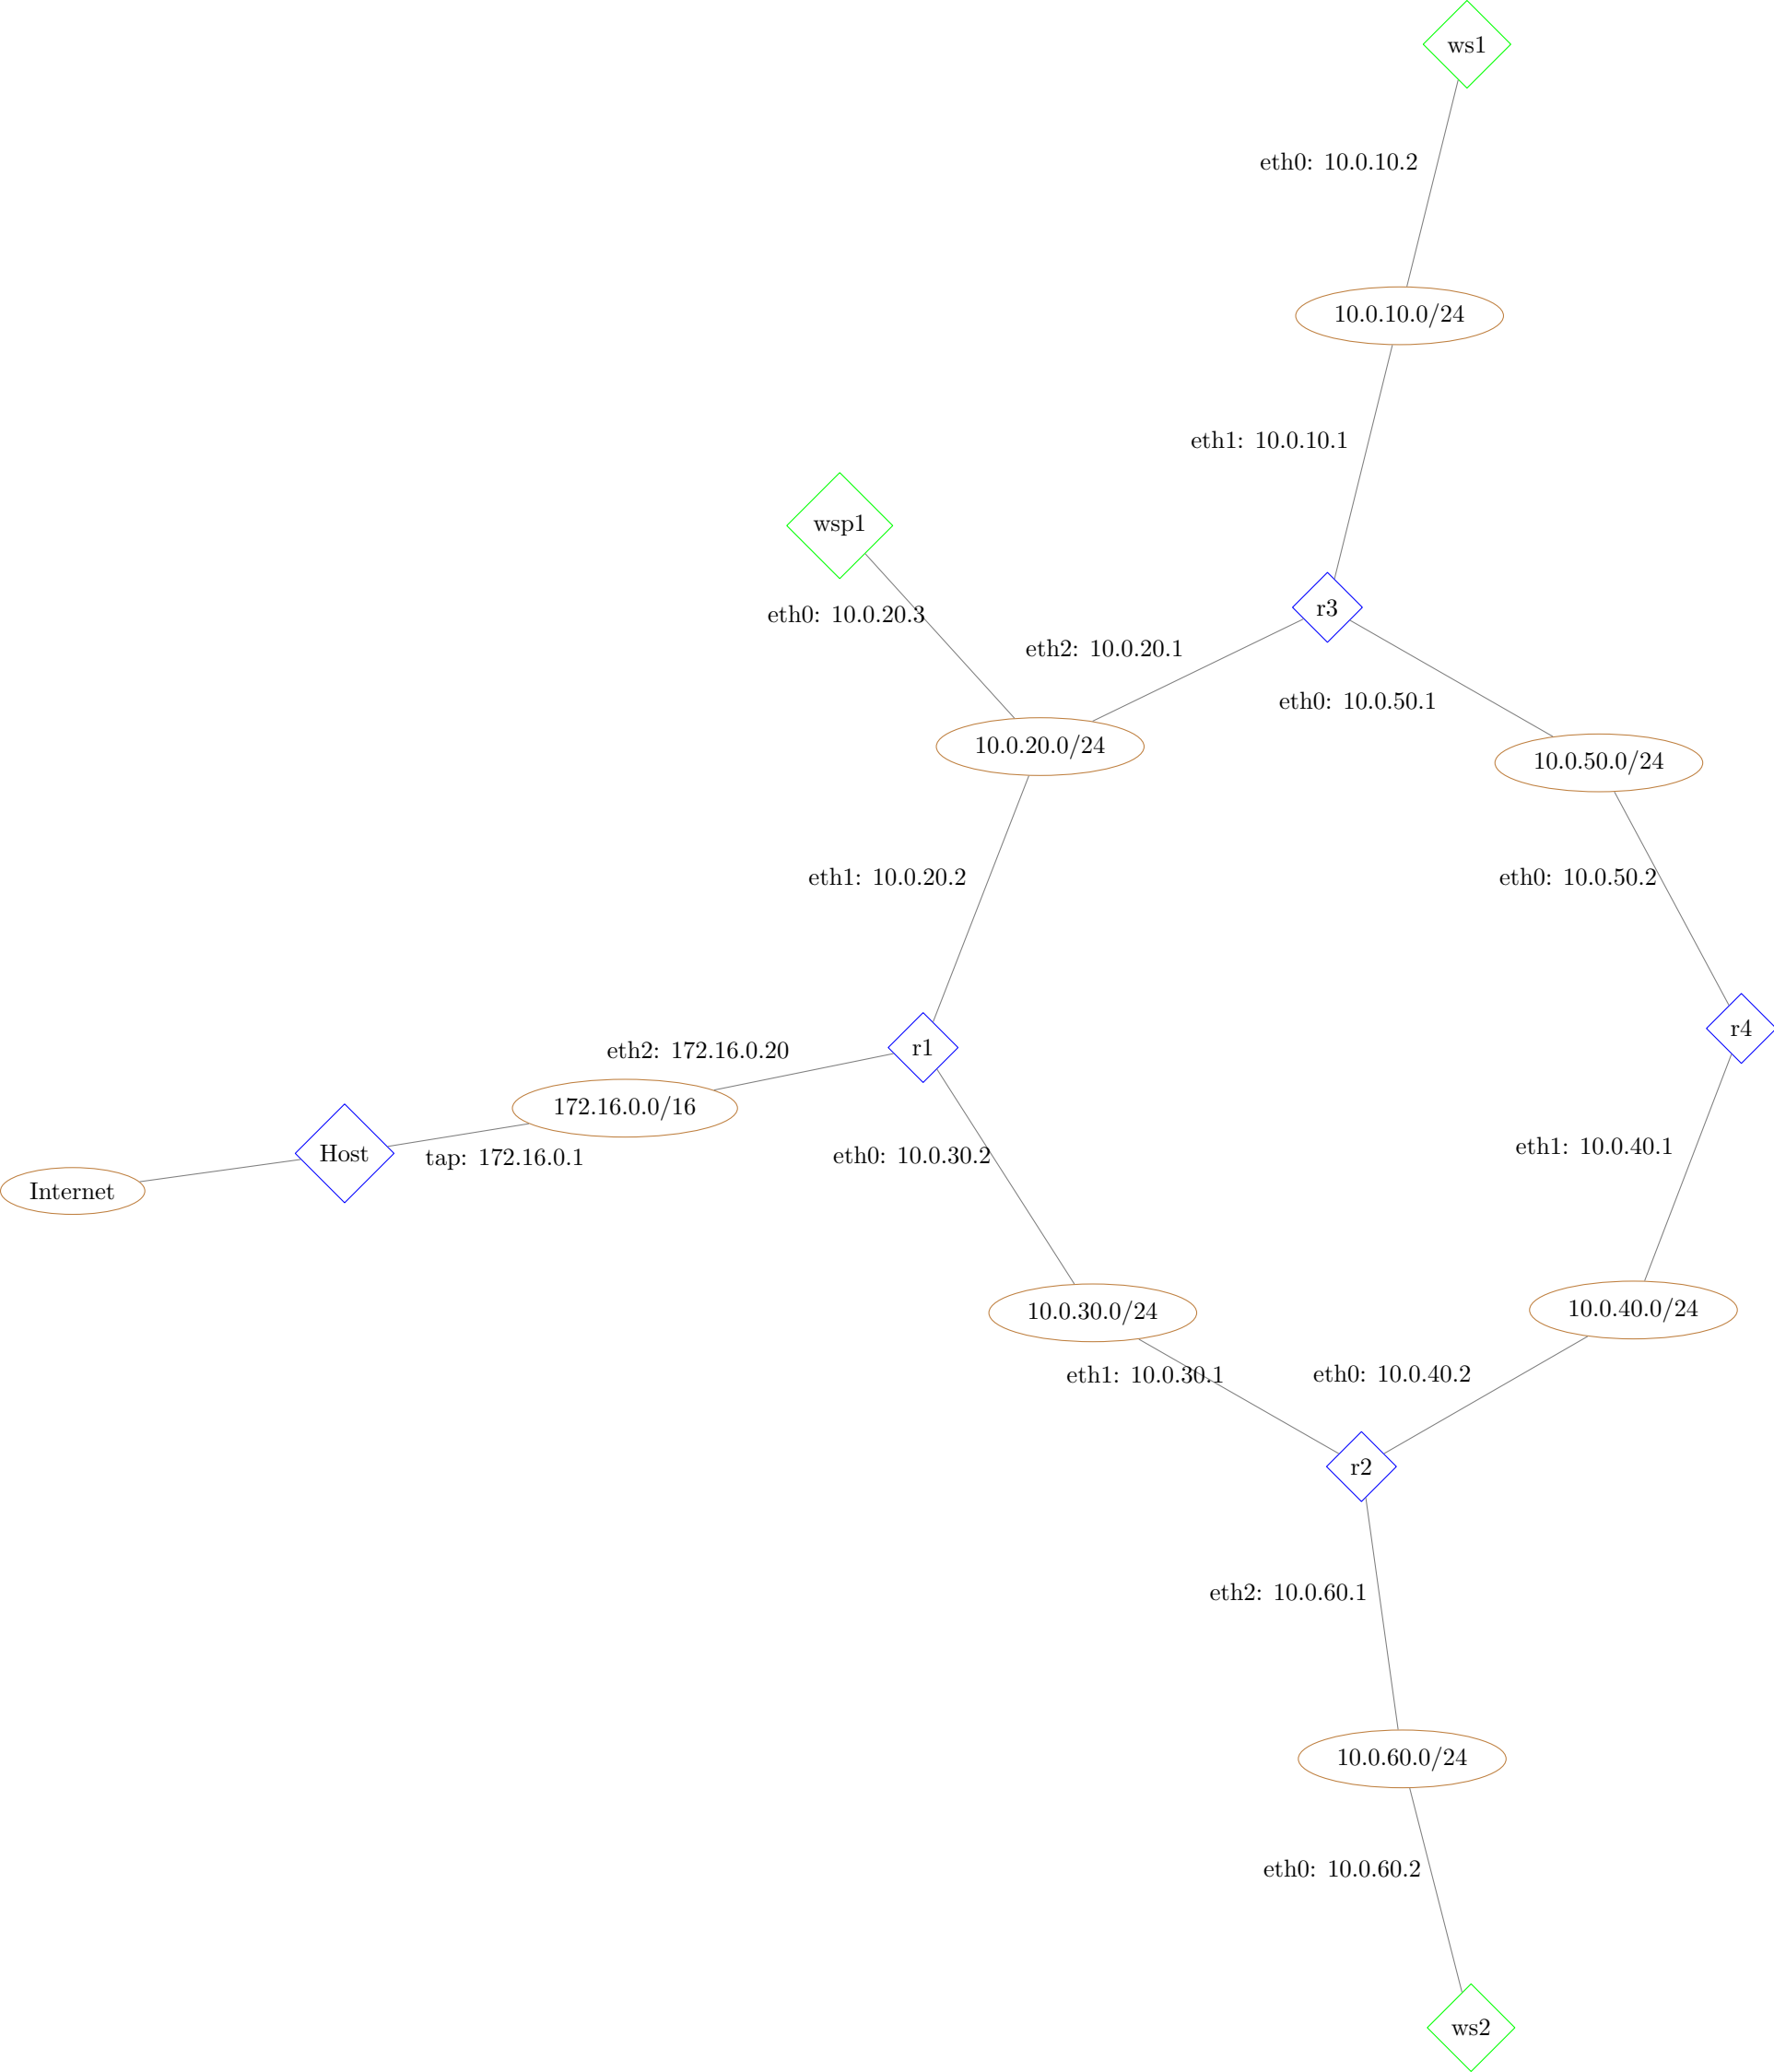 ws1
eth0: 10.0.10.2
10.0.10.0/24
eth1: 10.0.10.1
wsp1
r3
eth0: 10.0.20.3
eth2: 10.0.20.1
eth0: 10.0.50.1
10.0.20.0/24
10.0.50.0/24
eth1: 10.0.20.2
eth0: 10.0.50.2
r4
r1
eth2: 172.16.0.20
172.16.0.0/16
eth1: 10.0.40.1
Host
eth0: 10.0.30.2
tap: 172.16.0.1
Internet
10.0.30.0/24
10.0.40.0/24
eth1: 10.0.30.1
eth0: 10.0.40.2
r2
eth2: 10.0.60.1
10.0.60.0/24
eth0: 10.0.60.2
ws2